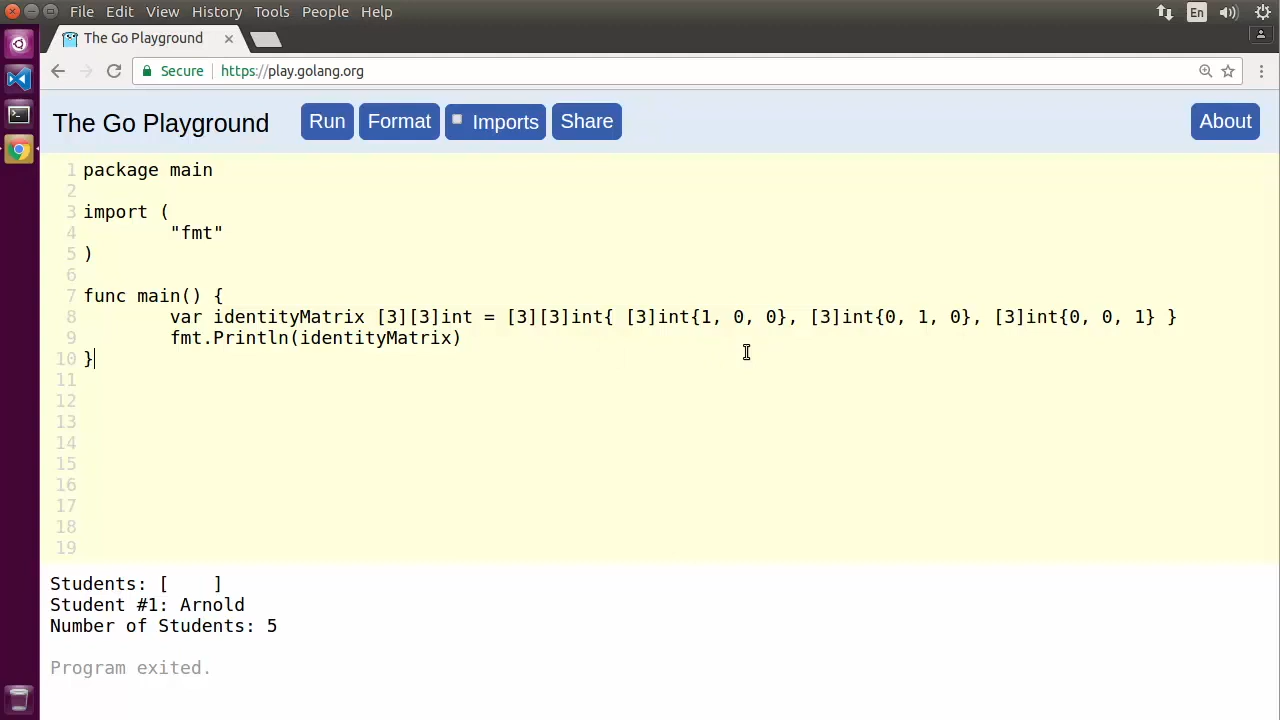 File Edit View History Tools People Help
En
The Go Playground
Secure https://play.golang.org
The Go Playground Run Format Imports Share About
1 package main
2
3 import (
4 "fmt"
5 )
6
7 func main() {
8 var identityMatrix [3][3]int = [3][3]int{ [3]int{1, 0, 0}, [3]int{0, 1, 0}, [3]int{0, 0, 1} }
9 fmt.Println(identityMatrix)
10 }
11
12
13
14
15
16
17
18
19
Students: [    ]
Student #1: Arnold
Number of Students: 5
Program exited.